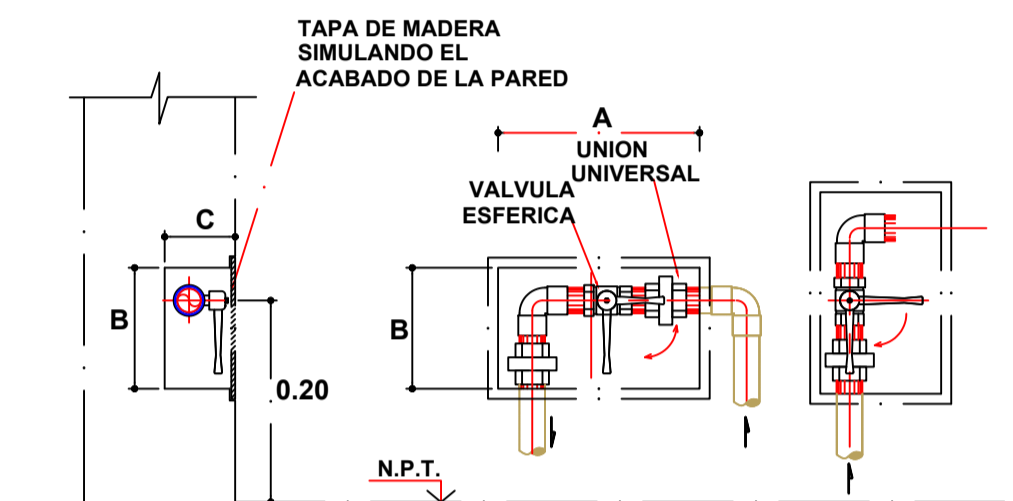 TAPA DE MADERA
SIMULANDO EL
ACABADO DE LA PARED
A
UNION
UNIVERSAL
VALVULA
ESFERICA
C
B
B
0.20
N.P.T.